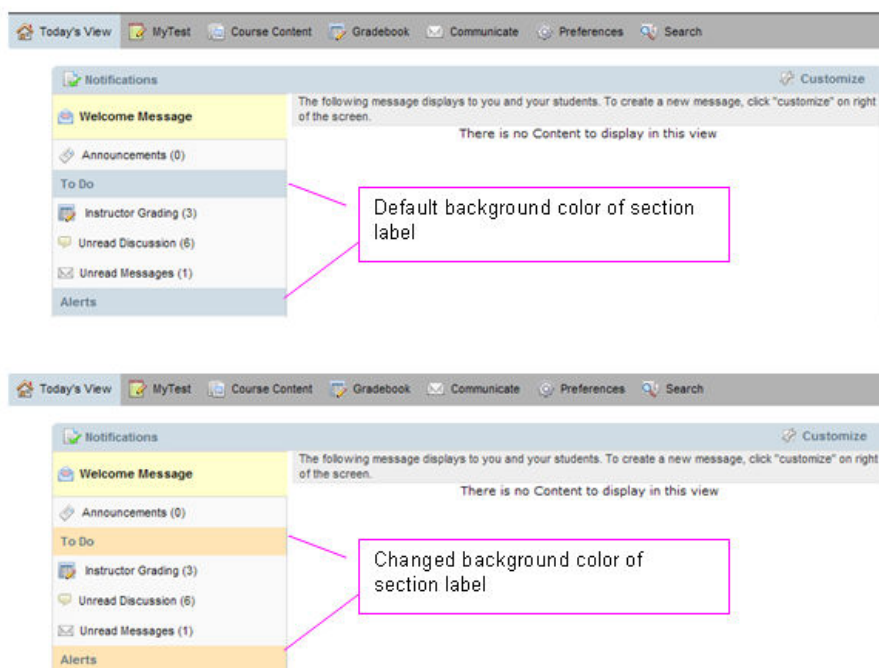 Today's View MyTest Course Content Gradebook Communicate Preferences Search
Notifications Customize
Welcome Message
The following message displays to you and your students. To create a new message, click "customize" on right
of the screen.
There is no Content to display in this view
Announcements (0)
To Do
Instructor Grading (3)
Unread Discussion (6)
Unread Messages (1)
Alerts
Default background color of section
label
Today's View MyTest Course Content Gradebook Communicate Preferences Search
Notifications Customize
Welcome Message
The following message displays to you and your students. To create a new message, click "customize" on right
of the screen.
There is no Content to display in this view
Announcements (0)
To Do
Instructor Grading (3)
Unread Discussion (6)
Unread Messages (1)
Alerts
Changed background color of
section label